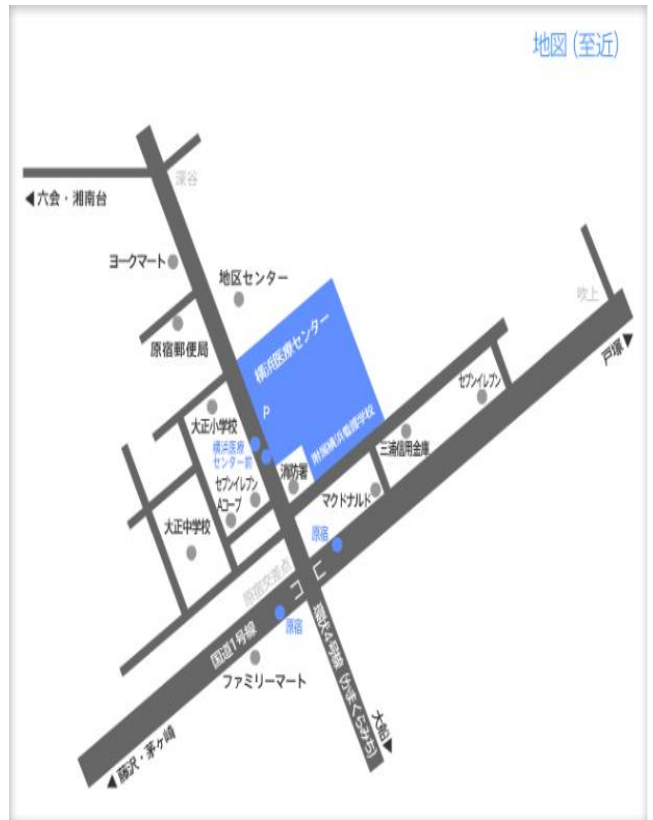 地図 (至近)
深谷
◀六会・湘南台
ヨークマート
地区センター
吹上
原宿郵便局
横浜医療センター
戸塚▶
P
セブンイレブン
大正小学校
附属横浜看護学校
横浜医療
センター前
三浦信用金庫
消防署
セブンイレブン
Aコープ
マクドナルド
大正中学校
原宿
原宿交差点
原宿
国道1号線
環状4号線 (かまくらみち)
ファミリーマート
大船▶
◀藤沢・茅ヶ崎